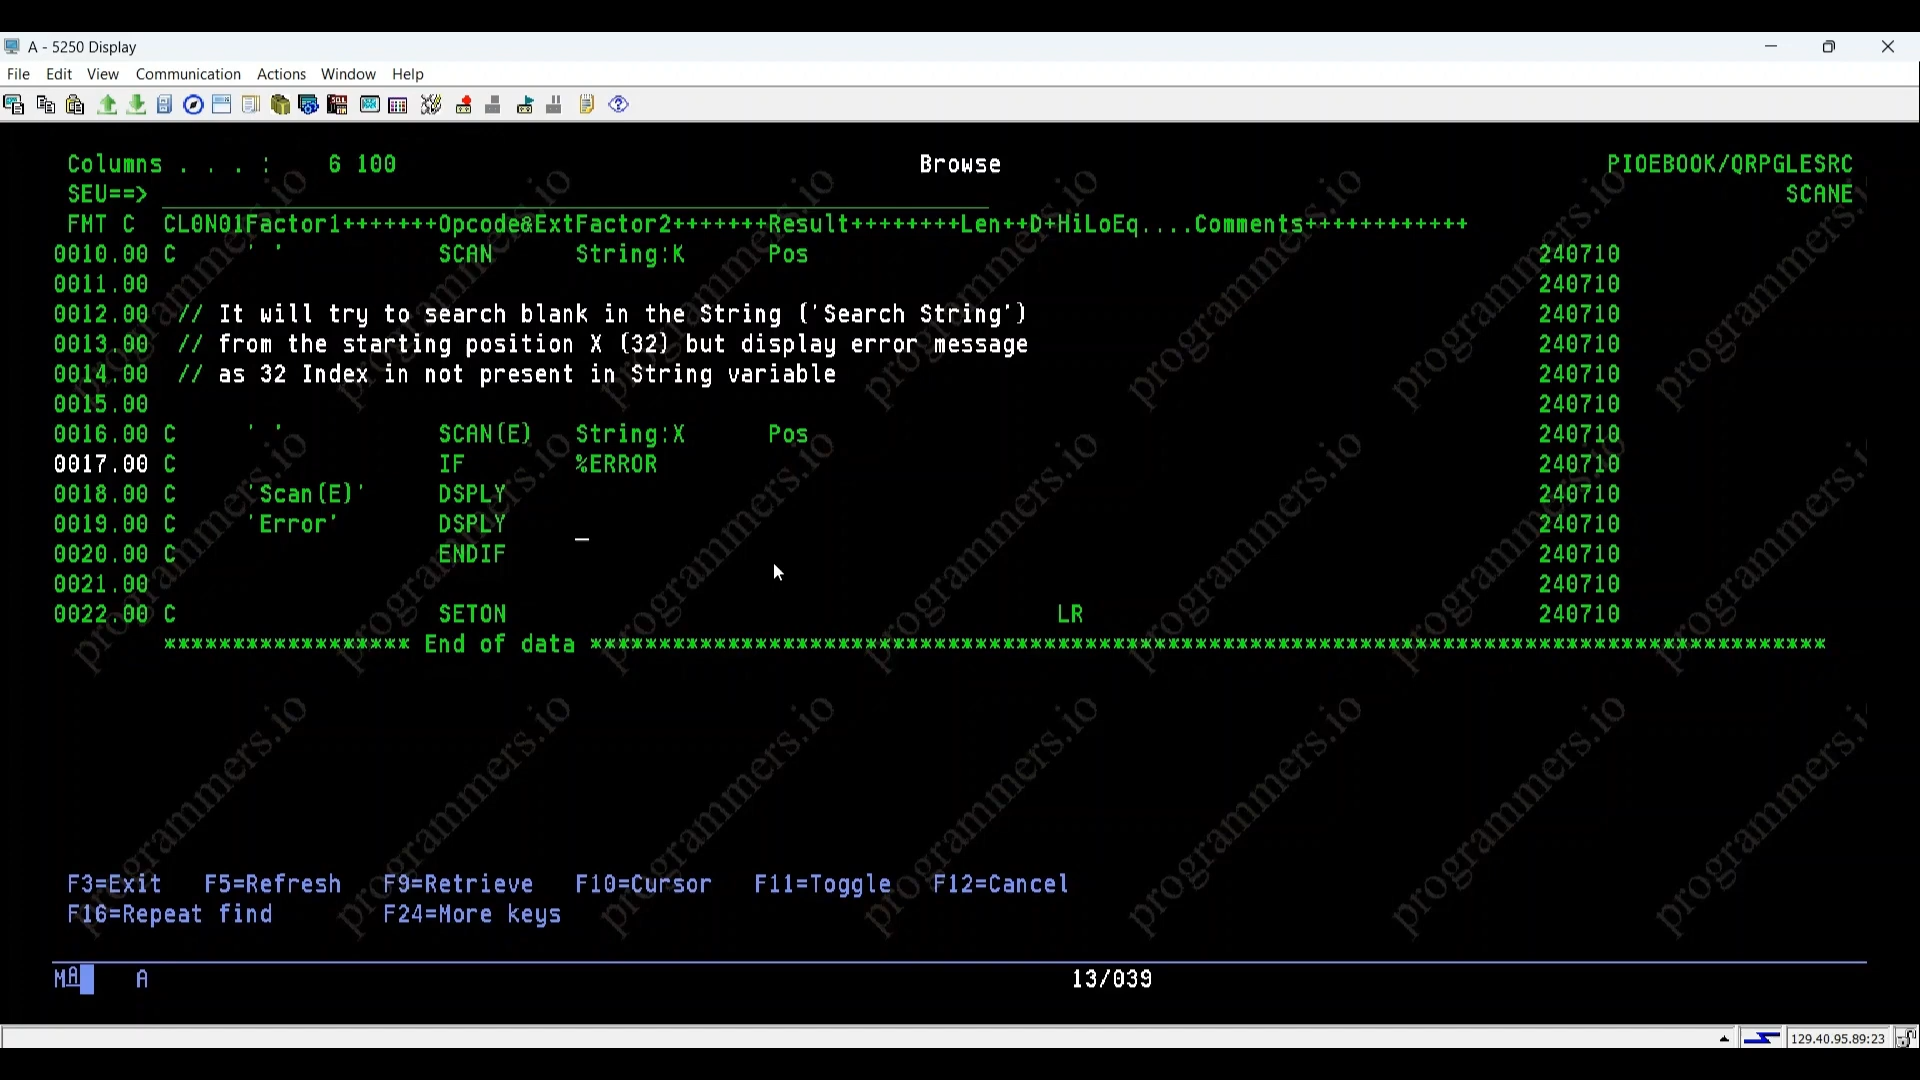 A - 5250 Display
File Edit View Communication Actions Window Help
Columns . . . : 6 100 Browse PIOEBOOK/QRPGLESRC
SEU==> SCANE
FMT C CL0N01Factor1+++++++Opcode&ExtFactor2+++++++Result++++++++Len++D+HiLoEq....Comments++++++++++++
0010.00 C ' ' SCAN String:K Pos 240710
0011.00 240710
0012.00 // It will try to search blank in the String ('Search String') 240710
0013.00 // from the starting position X (32) but display error message 240710
0014.00 // as 32 Index in not present in String variable 240710
0015.00 240710
0016.00 C ' ' SCAN(E) String:X Pos 240710
0017.00 C IF %ERROR 240710
0018.00 C 'Scan(E)' DSPLY 240710
0019.00 C 'Error' DSPLY 240710
0020.00 C ENDIF 240710
0021.00 240710
0022.00 C SETON LR 240710
****************** End of data ******************************************************************************************
F3=Exit F5=Refresh F9=Retrieve F10=Cursor F11=Toggle F12=Cancel
F16=Repeat find F24=More keys
MA A 13/039
129.40.95.89:23
programmers.io